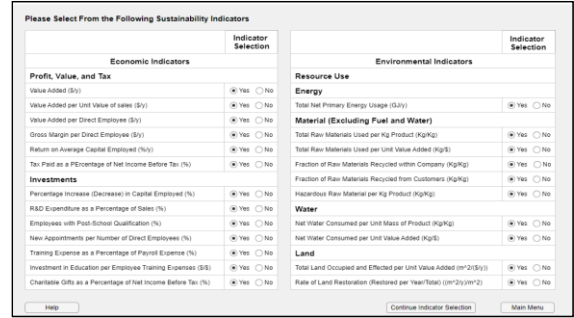 Please Select From the Following Sustainability Indicators
Indicator Selection
Economic Indicators
Profit, Value, and Tax
Value Added ($/y) Yes No
Value Added per Unit Value of sales ($/y) Yes No
Value Added per Direct Employee ($/y) Yes No
Gross Margin per Direct Employee ($/y) Yes No
Return on Average Capital Employed (%/y) Yes No
Tax Paid as a PErcentage of Net Income Before Tax (%) Yes No
Investments
Percentage Increase (Decrease) in Capital Employed (%) Yes No
R&D Expenditure as a Percentage of Sales (%) Yes No
Employees with Post-School Qualification (%) Yes No
New Appointments per Number of Direct Employees (%) Yes No
Training Expense as a Percentage of Payroll Expense (%) Yes No
Investment in Education per Employee Training Expenses ($/$) Yes No
Charitable Gifts as a Percentage of Net Income Before Tax (%) Yes No
Indicator Selection
Environmental Indicators
Resource Use
Energy
Total Net Primary Energy Usage (GJ/y) Yes No
Material (Excluding Fuel and Water)
Total Raw Materials Used per Kg Product (Kg/Kg) Yes No
Total Raw Materials Used per Unit Value Added (Kg/$) Yes No
Fraction of Raw Materials Recycled within Company (Kg/Kg) Yes No
Fraction of Raw Materials Recycled from Customers (Kg/Kg) Yes No
Hazardous Raw Material per Kg Product (Kg/Kg) Yes No
Water
Net Water Consumed per Unit Mass of Product (Kg/Kg) Yes No
Net Water Consumed per Unit Value Added (Kg/$) Yes No
Land
Total Land Occupied and Effected per Unit Value Added (m^2/($/y)) Yes No
Rate of Land Restoration (Restored per Year/Total) ((m^2/y)/m^2) Yes No
Help
Continue Indicator Selection
Main Menu